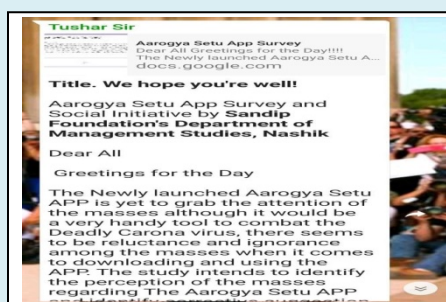 Tushar Sir
Aarogya Setu App Survey
Dear All Greetings for the Day!!!!
The Newly launched Aarogya Setu A...
docs.google.com
Title. We hope you're well!
Aarogya Setu App Survey and
Social Initiative by Sandip
Foundation's Department of
Management Studies, Nashik
Dear All
Greetings for the Day
The Newly launched Aarogya Setu
APP is yet to grab the attention of
the masses although it would be
a very handy tool to combat the
Deadly Carona virus, there seems
to be reluctance and ignorance
among the masses when it comes
to downloading and using the
APP. The study intends to identify
the perception of the masses
regarding The Aarogya Setu APP
and identify corrective suggestion